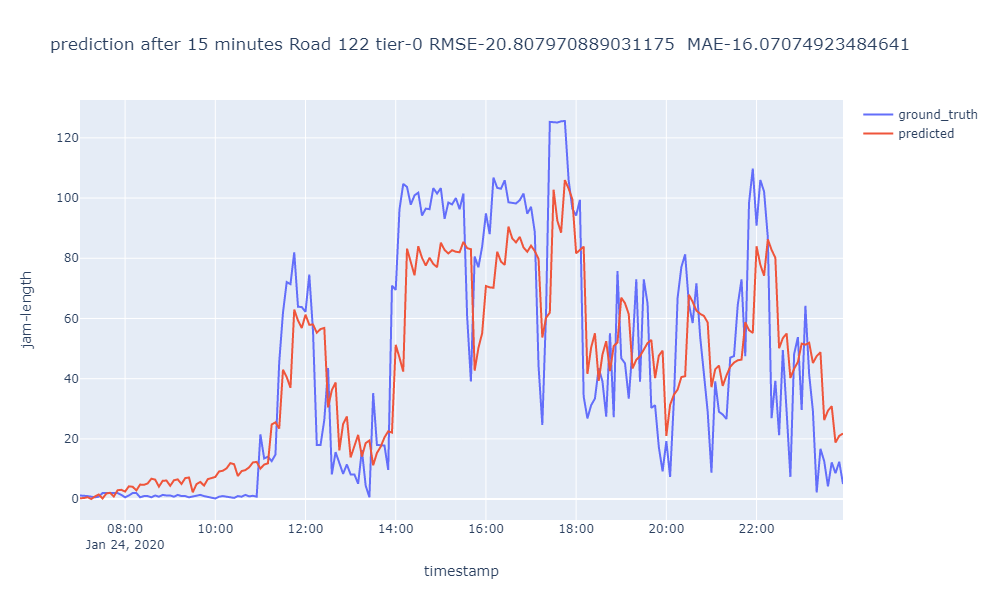 prediction after 15 minutes Road 122 tier-0 RMSE-20.807970889031175  MAE-16.07074923484641
ground_truth
predicted
jam-length
120
100
80
60
40
20
0
08:00 10:00 12:00 14:00 16:00 18:00 20:00 22:00
Jan 24, 2020
timestamp